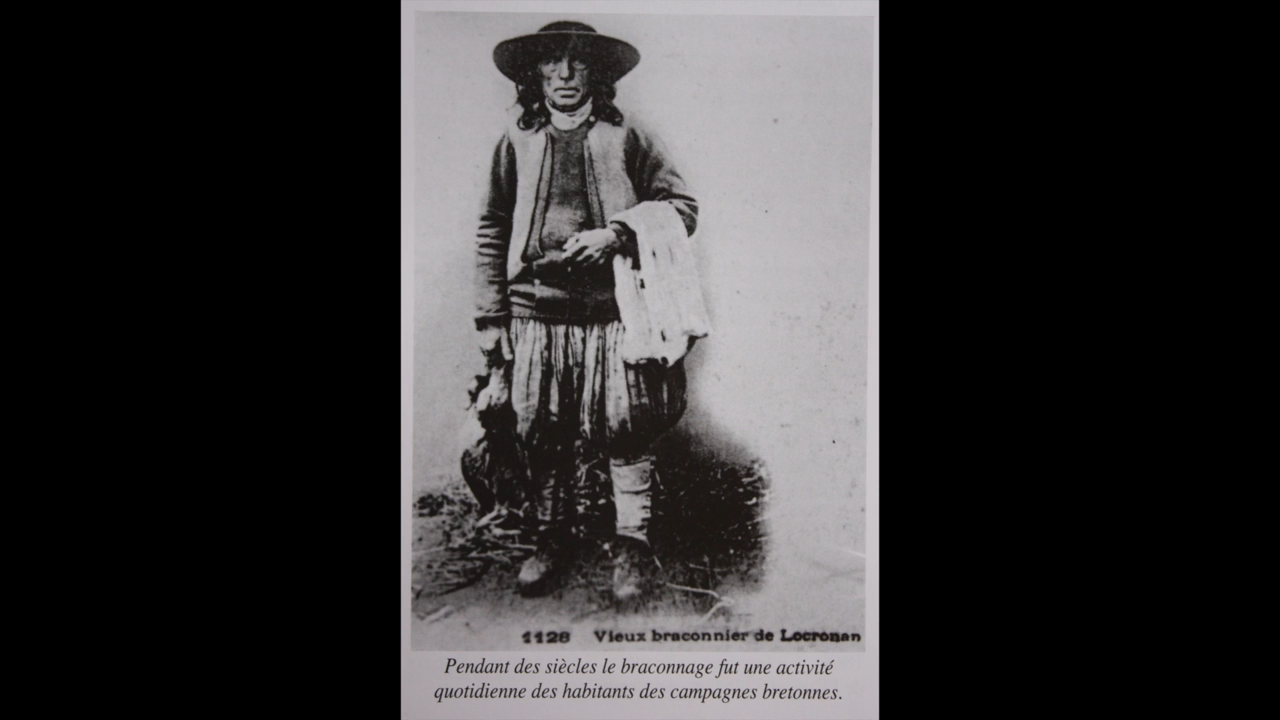 1128 Vieux braconnier de Locronan
Pendant des siècles le braconnage fut une activité
quotidienne des habitants des campagnes bretonnes.